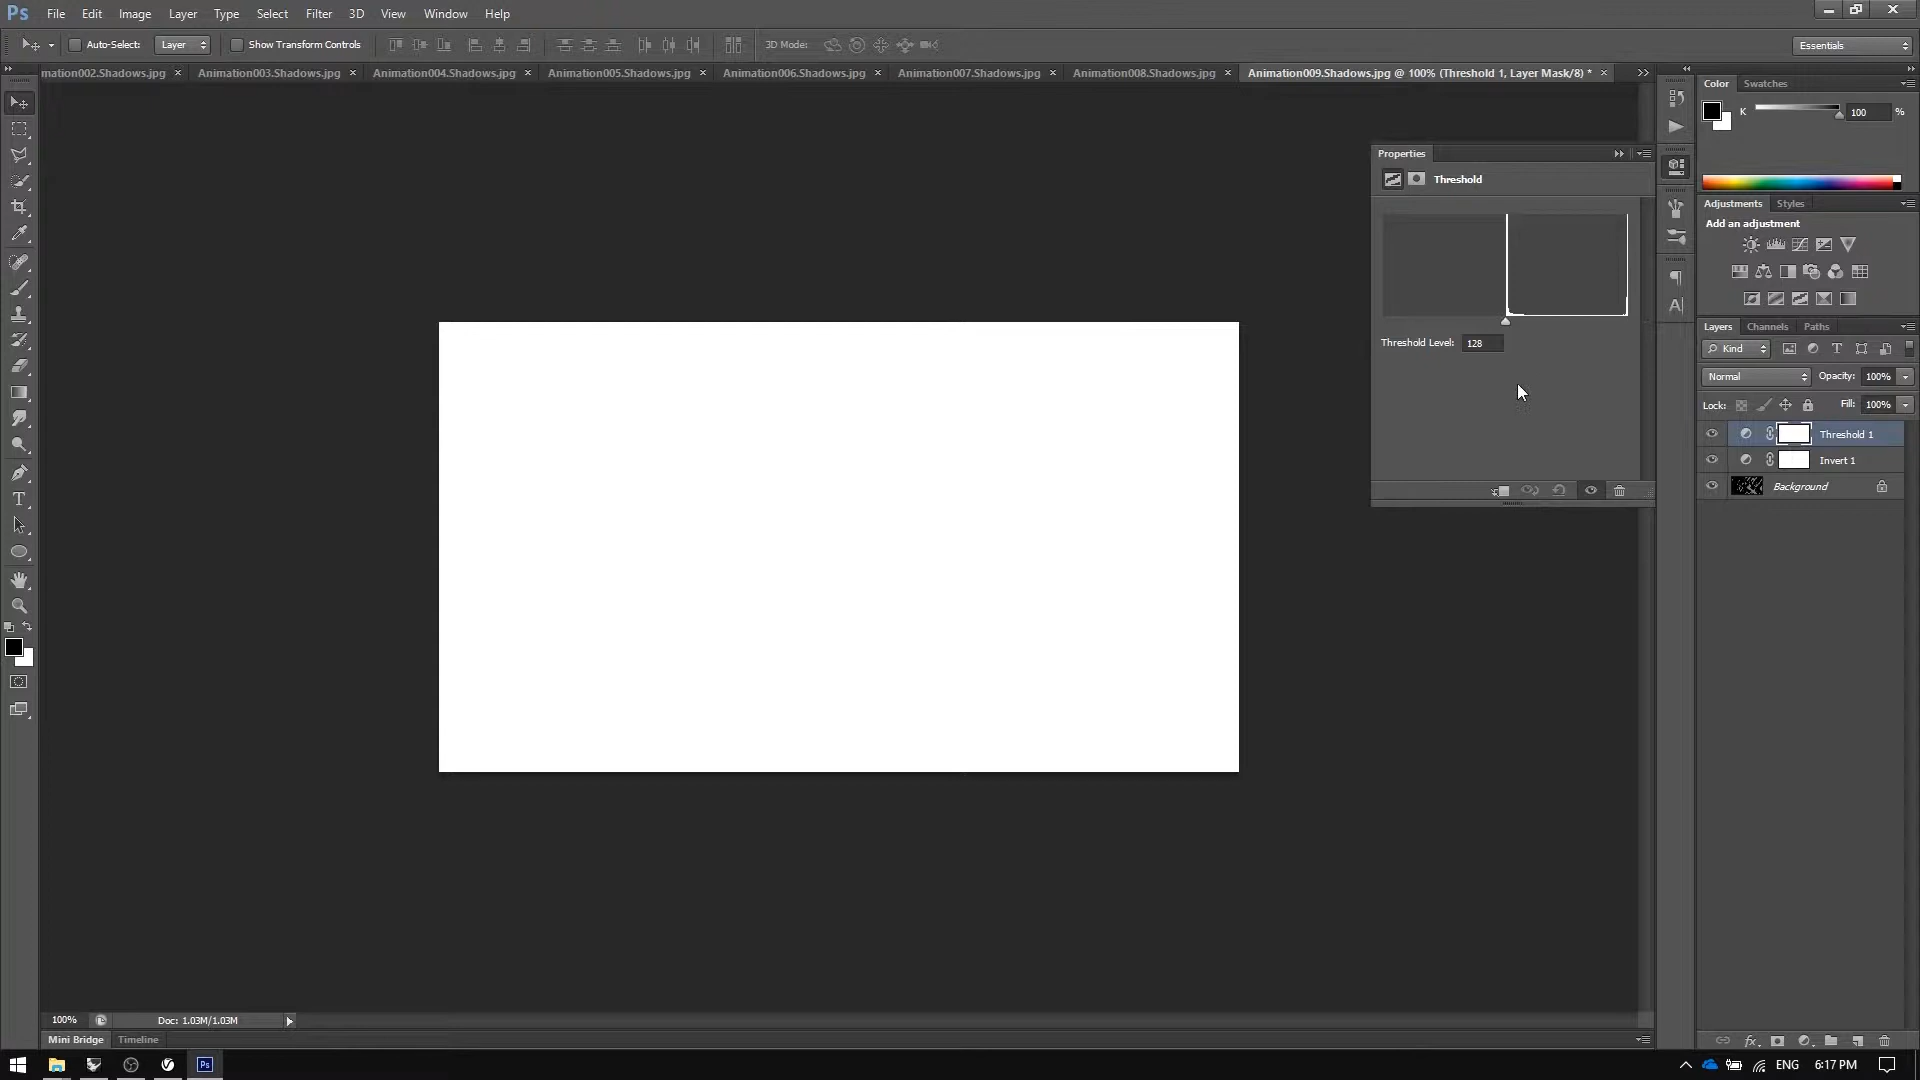 Ps File Edit Image Layer Type Select Filter 3D View Window Help
Auto-Select: Layer Show Transform Controls 3D Mode: Essentials
mation002.Shadows.jpg × Animation003.Shadows.jpg × Animation004.Shadows.jpg × Animation005.Shadows.jpg × Animation006.Shadows.jpg × Animation007.Shadows.jpg × Animation008.Shadows.jpg × Animation009.Shadows.jpg @ 100% (Threshold 1, Layer Mask/8) * ×
Color Swatches
K 100 %
Properties
Threshold
Threshold Level: 128
Adjustments Styles
Add an adjustment
Layers Channels Paths
Kind
Normal Opacity: 100%
Lock: Fill: 100%
Threshold 1
Invert 1
Background
100% Doc: 1.03M/1.03M
Mini Bridge Timeline
Ps ENG 6:17 PM